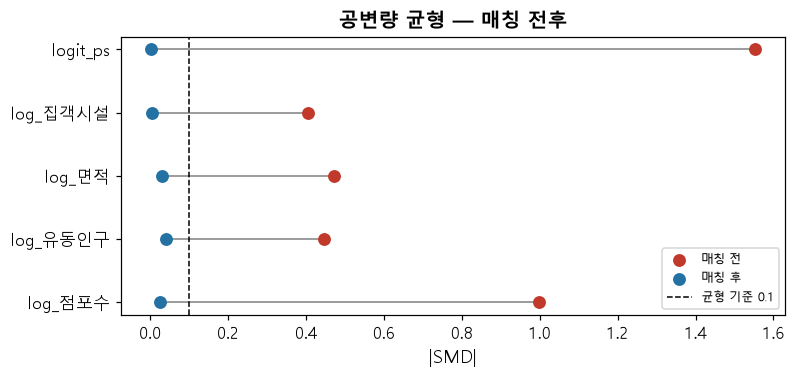 공변량 균형 — 매칭 전후
logit_ps
log_집객시설
log_면적
log_유동인구
log_점포수
매칭 전
매칭 후
균형 기준 0.1
0.0 0.2 0.4 0.6 0.8 1.0 1.2 1.4 1.6
|SMD|